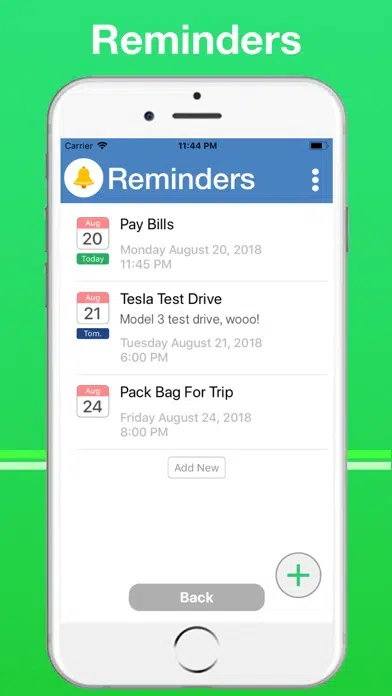 Reminders
Carrier 11:44 PM
Reminders
Aug
20
Today
Pay Bills
Monday August 20, 2018
11:45 PM
Aug
21
Tom.
Tesla Test Drive
Model 3 test drive, wooo!
Tuesday August 21, 2018
6:00 PM
Aug
24
Pack Bag For Trip
Friday August 24, 2018
8:00 PM
Add New
Back